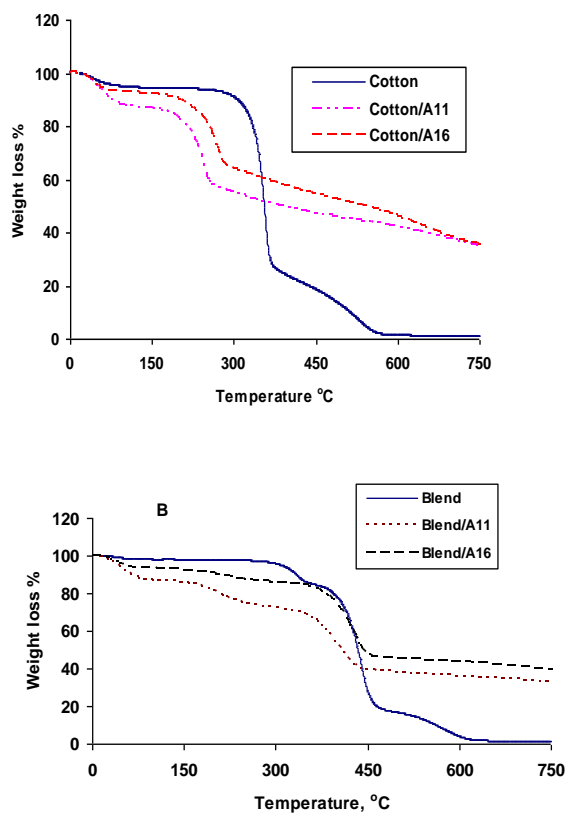 120
100
80
60
40
20
0
Weight loss %
Cotton
Cotton/A11
Cotton/A16
0 150 300 450 600 750
Temperature °C
B
120
100
80
60
40
20
0
Weight loss %
Blend
Blend/A11
Blend/A16
0 150 300 450 600 750
Temperature, °C